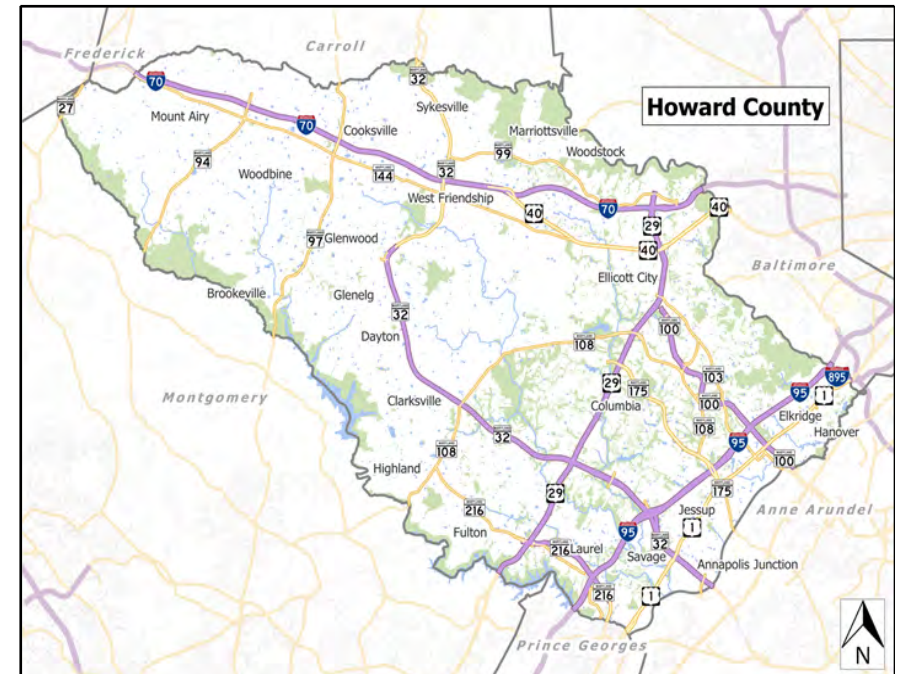 Carroll
Frederick
32
70
27
Howard County
Sykesville
Mount Airy
70
Cooksville
Marriottsville
99
Woodstock
94
32
Woodbine
144
West Friendship
70
40
40
29
97
Glenwood
40
Baltimore
Ellicott City
Brookeville
Glenelg
32
100
Dayton
108
103
895
95
29
175
1
Montgomery
Clarksville
Columbia
100
Elkridge
108
Hanover
32
95
108
100
Highland
175
29
Anne Arundel
216
Jessup
1
Fulton
95
32
216
Laurel
Savage
Annapolis Junction
216
1
Prince Georges
N